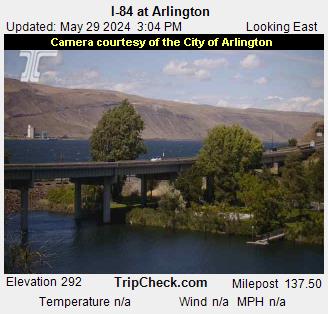 I-84 at Arlington
Updated: May 29 2024 3:04 PM Looking East
Camera courtesy of the City of Arlington
Elevation 292 TripCheck.com Milepost 137.50
Temperature n/a Wind n/a MPH n/a